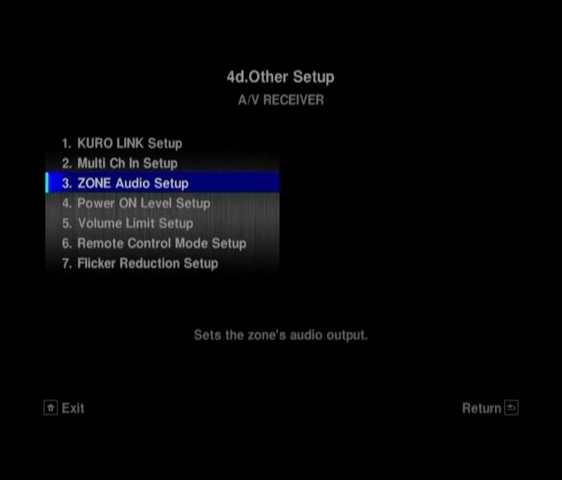 4d.Other Setup
A/V RECEIVER
1. KURO LINK Setup
2. Multi Ch In Setup
3. ZONE Audio Setup
4. Power ON Level Setup
5. Volume Limit Setup
6. Remote Control Mode Setup
7. Flicker Reduction Setup
Sets the zone's audio output.
Exit
Return